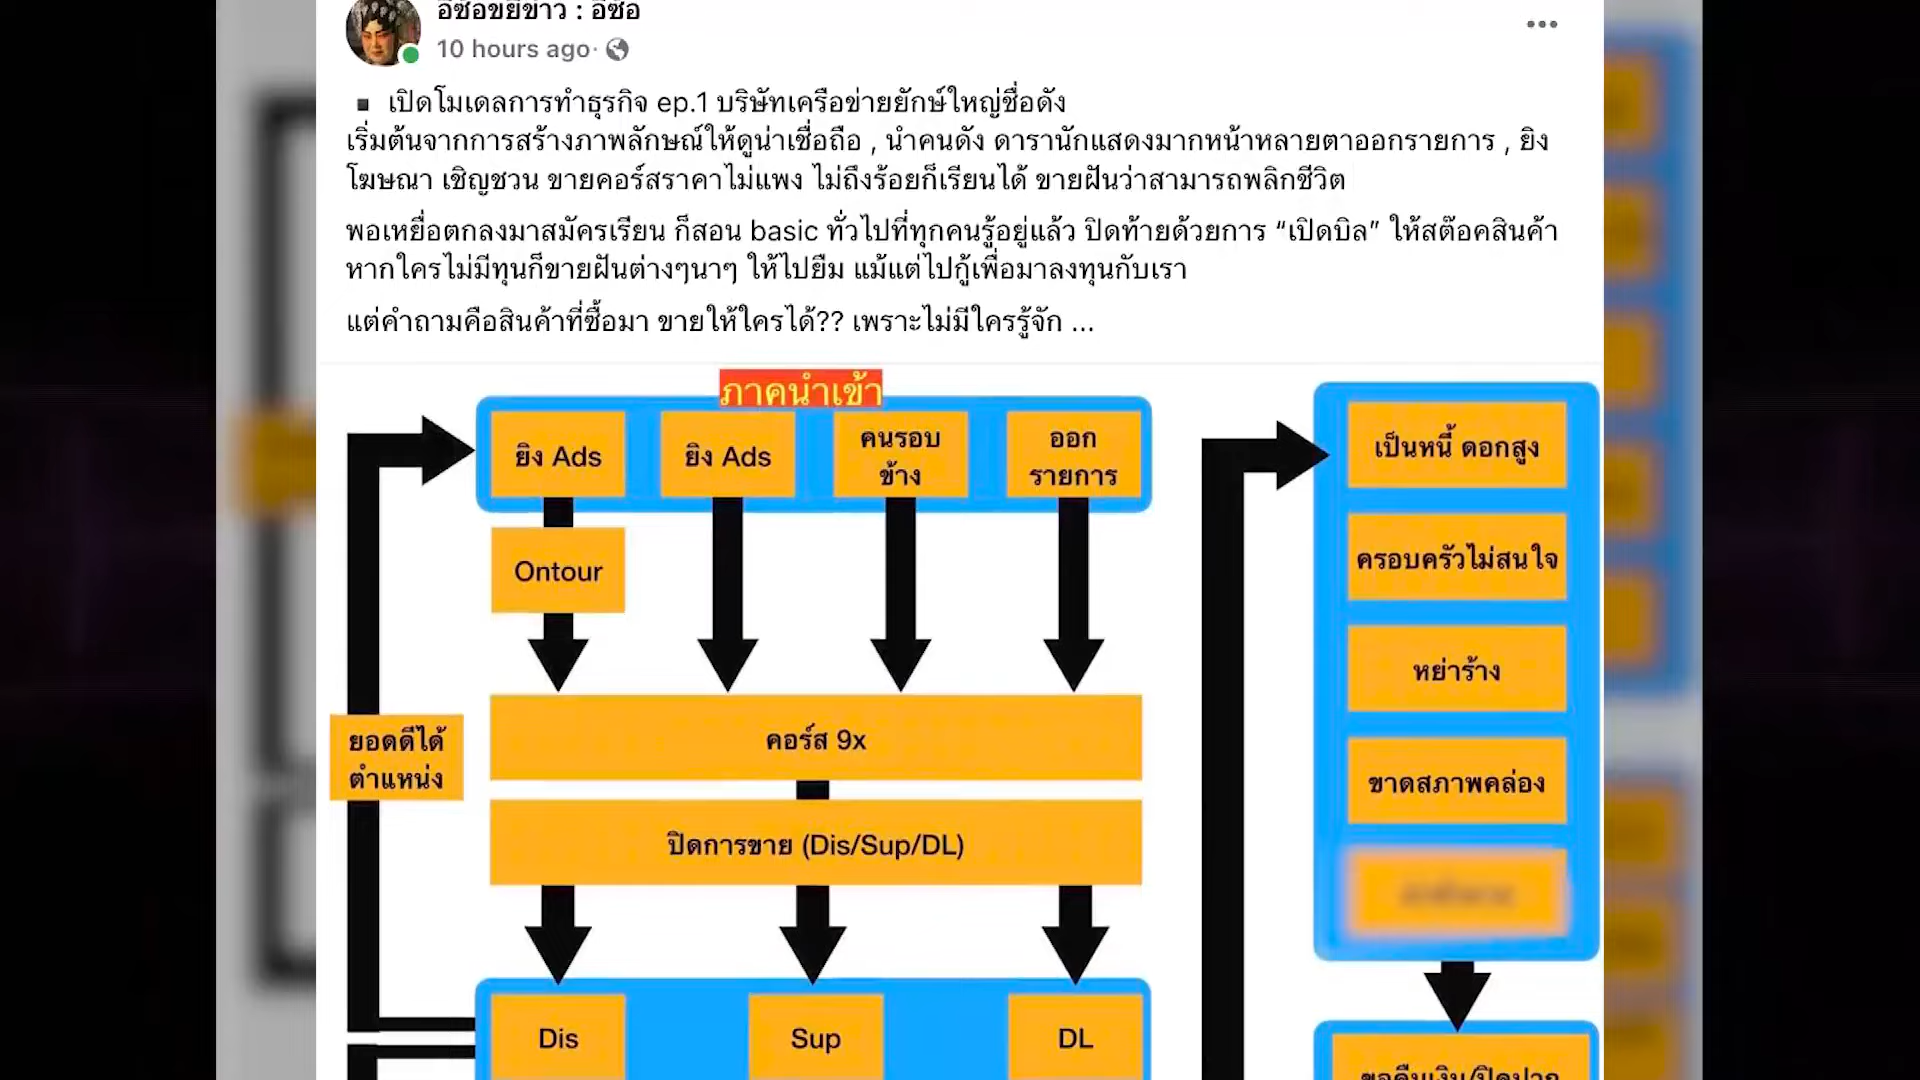 อีซ้อขยี้ข่าว : อีซ้อ
10 hours ago ·
▪ เปิดโมเดลการทำธุรกิจ ep.1 บริษัทเครือข่ายยักษ์ใหญ่ชื่อดัง
เริ่มต้นจากการสร้างภาพลักษณ์ให้ดูน่าเชื่อถือ , นำคนดัง ดารานักแสดงมากหน้าหลายตาออกรายการ , ยิง
โฆษณา เชิญชวน ขายคอร์สราคาไม่แพง ไม่ถึงร้อยก็เรียนได้ ขายฝันว่าสามารถพลิกชีวิต
พอเหยื่อตกลงมาสมัครเรียน ก็สอน basic ทั่วไปที่ทุกคนรู้อยู่แล้ว ปิดท้ายด้วยการ “เปิดบิล” ให้สต๊อคสินค้า
หากใครไม่มีทุนก็ขายฝันต่างๆนาๆ ให้ไปยืม แม้แต่ไปกู้เพื่อมาลงทุนกับเรา
แต่คำถามคือสินค้าที่ซื้อมา ขายให้ใครได้?? เพราะไม่มีใครรู้จัก ...
ภาคนำเข้า
ยิง Ads
ยิง Ads
คนรอบ
ข้าง
ออก
รายการ
Ontour
คอร์ส 9x
ยอดดีได้
ตำแหน่ง
ปิดการขาย (Dis/Sup/DL)
Dis
Sup
DL
เป็นหนี้ ดอกสูง
ครอบครัวไม่สนใจ
หย่าร้าง
ขาดสภาพคล่อง
ขอคืนเงิน/ปิดปาก